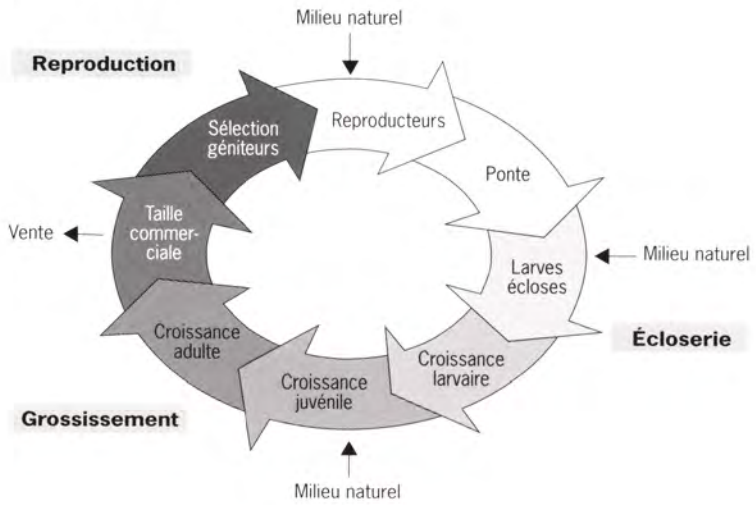 Milieu naturel
Reproduction
Reproducteurs
Sélection
géniteurs
Ponte
Taille
commer-
ciale
Vente
Larves
écloses
Milieu naturel
Écloserie
Croissance
adulte
Croissance
larvaire
Croissance
juvénile
Grossissement
Milieu naturel